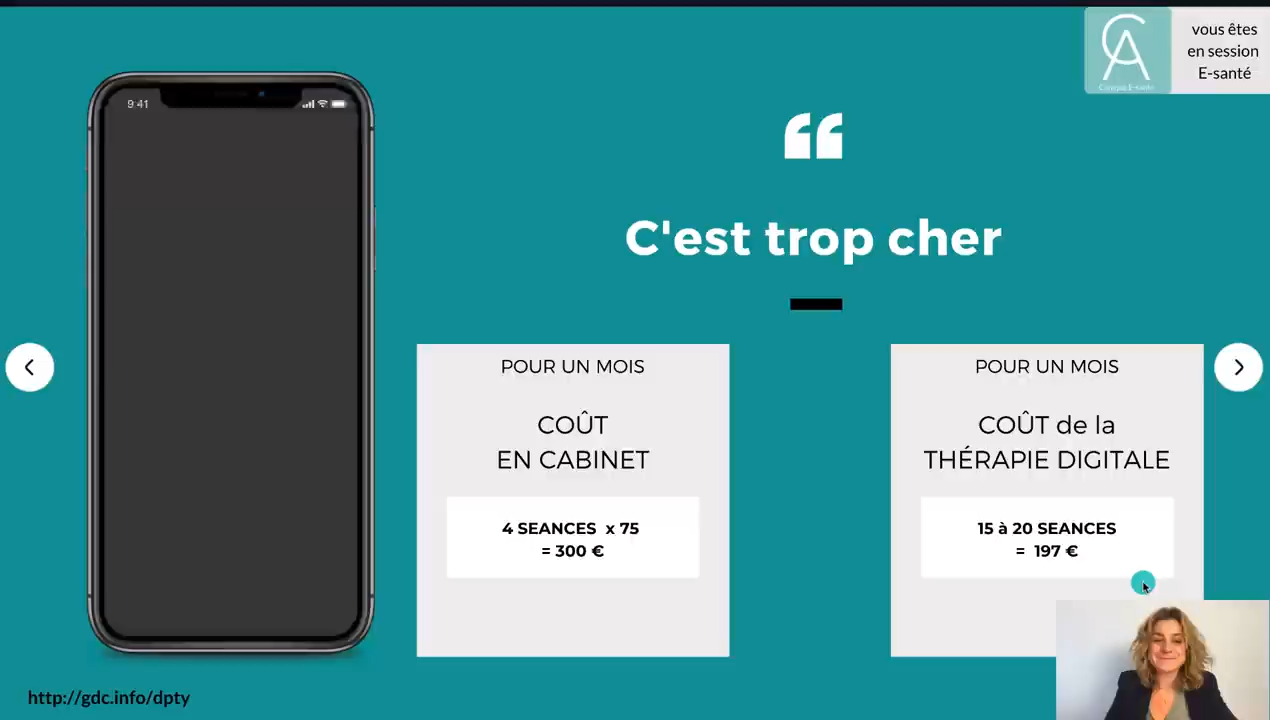 vous êtes
en session
E-santé
CA
9:41
“
C'est trop cher
POUR UN MOIS
COÛT
EN CABINET
4 SEANCES x 75
= 300 €
POUR UN MOIS
COÛT de la
THÉRAPIE DIGITALE
15 à 20 SEANCES
= 197 €
http://gdc.info/dpty